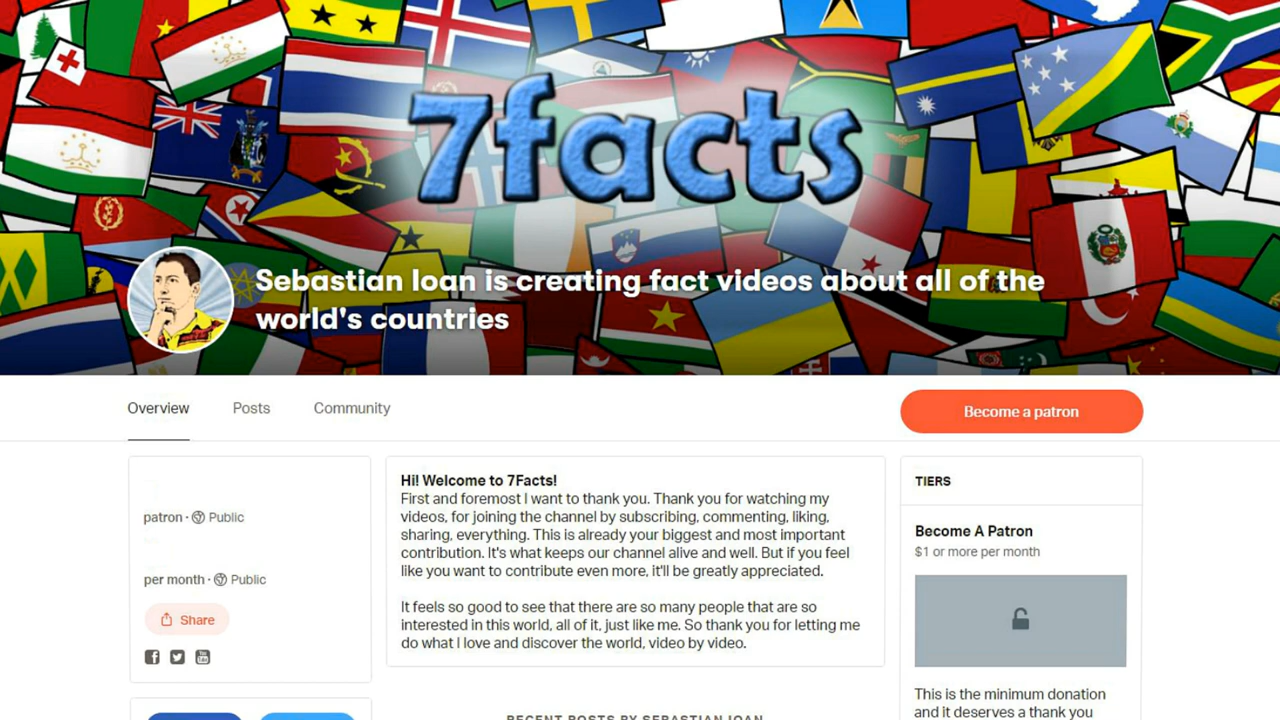 7facts
Sebastian Ioan is creating fact videos about all of the
world's countries
Overview
Posts
Community
Become a patron
patron · Public
per month · Public
Share
Hi! Welcome to 7Facts!
First and foremost I want to thank you. Thank you for watching my
videos, for joining the channel by subscribing, commenting, liking,
sharing, everything. This is already your biggest and most important
contribution. It's what keeps our channel alive and well. But if you feel
like you want to contribute even more, it'll be greatly appreciated.
It feels so good to see that there are so many people that are so
interested in this world, all of it, just like me. So thank you for letting me
do what I love and discover the world, video by video.
RECENT POSTS BY SEBASTIAN IOAN
TIERS
Become A Patron
$1 or more per month
This is the minimum donation
and it deserves a thank you